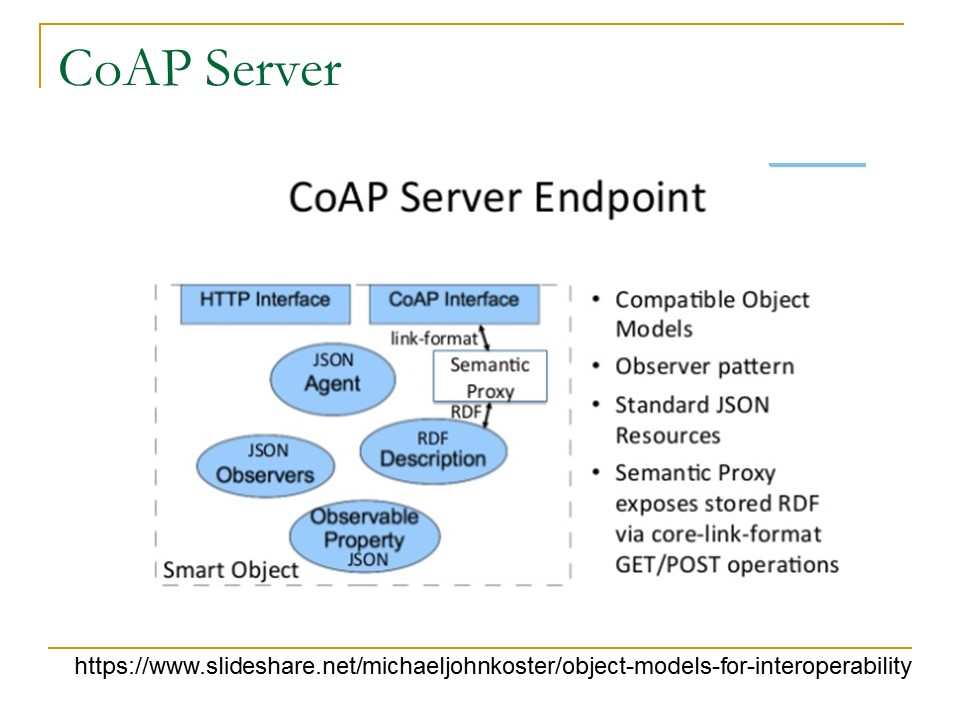 CoAP Server
CoAP Server Endpoint
HTTP Interface
CoAP Interface
link-format
JSON
Agent
Semantic
Proxy
RDF
RDF
Description
JSON
Observers
Observable
Property
JSON
Smart Object
• Compatible Object
Models
• Observer pattern
• Standard JSON
Resources
• Semantic Proxy
exposes stored RDF
via core-link-format
GET/POST operations
https://www.slideshare.net/michaeljohnkoster/object-models-for-interoperability